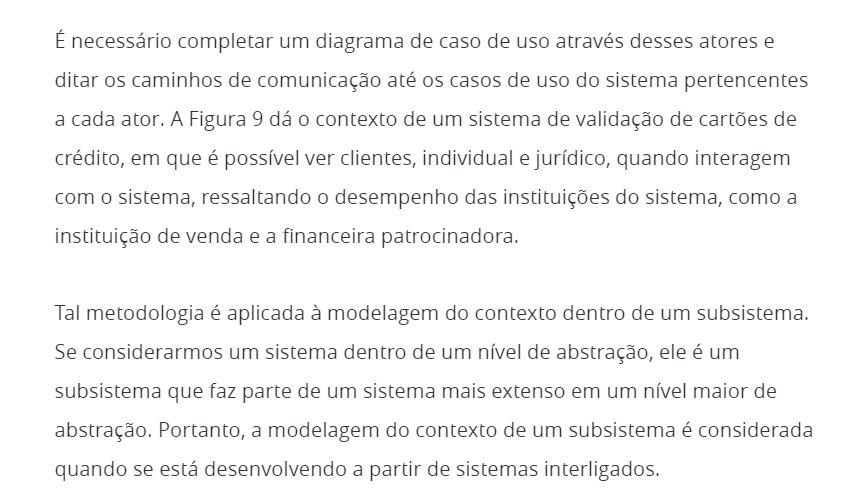 É necessário completar um diagrama de caso de uso através desses atores e
ditar os caminhos de comunicação até os casos de uso do sistema pertencentes
a cada ator. A Figura 9 dá o contexto de um sistema de validação de cartões de
crédito, em que é possível ver clientes, individual e jurídico, quando interagem
com o sistema, ressaltando o desempenho das instituições do sistema, como a
instituição de venda e a financeira patrocinadora.
Tal metodologia é aplicada à modelagem do contexto dentro de um subsistema.
Se considerarmos um sistema dentro de um nível de abstração, ele é um
subsistema que faz parte de um sistema mais extenso em um nível maior de
abstração. Portanto, a modelagem do contexto de um subsistema é considerada
quando se está desenvolvendo a partir de sistemas interligados.